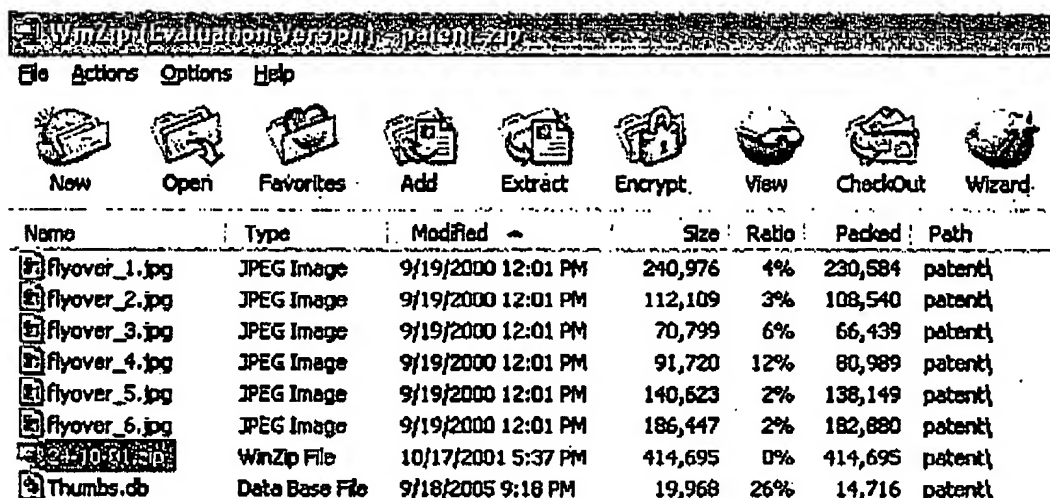 WinZip (Evaluation Version) - patent.zip
File Actions Options Help
New Open Favorites Add Extract Encrypt View CheckOut Wizard
Name Type Modified Size Ratio Packed Path
flyover_1.jpg JPEG Image 9/19/2000 12:01 PM 240,976 4% 230,584 patent\
flyover_2.jpg JPEG Image 9/19/2000 12:01 PM 112,109 3% 108,540 patent\
flyover_3.jpg JPEG Image 9/19/2000 12:01 PM 70,799 6% 66,439 patent\
flyover_4.jpg JPEG Image 9/19/2000 12:01 PM 91,720 12% 80,989 patent\
flyover_5.jpg JPEG Image 9/19/2000 12:01 PM 140,623 2% 138,149 patent\
flyover_6.jpg JPEG Image 9/19/2000 12:01 PM 186,447 2% 182,880 patent\
WinZip File 10/17/2001 5:37 PM 414,695 0% 414,695 patent\
Thumbs.db Data Base File 9/18/2005 9:18 PM 19,968 26% 14,716 patent\